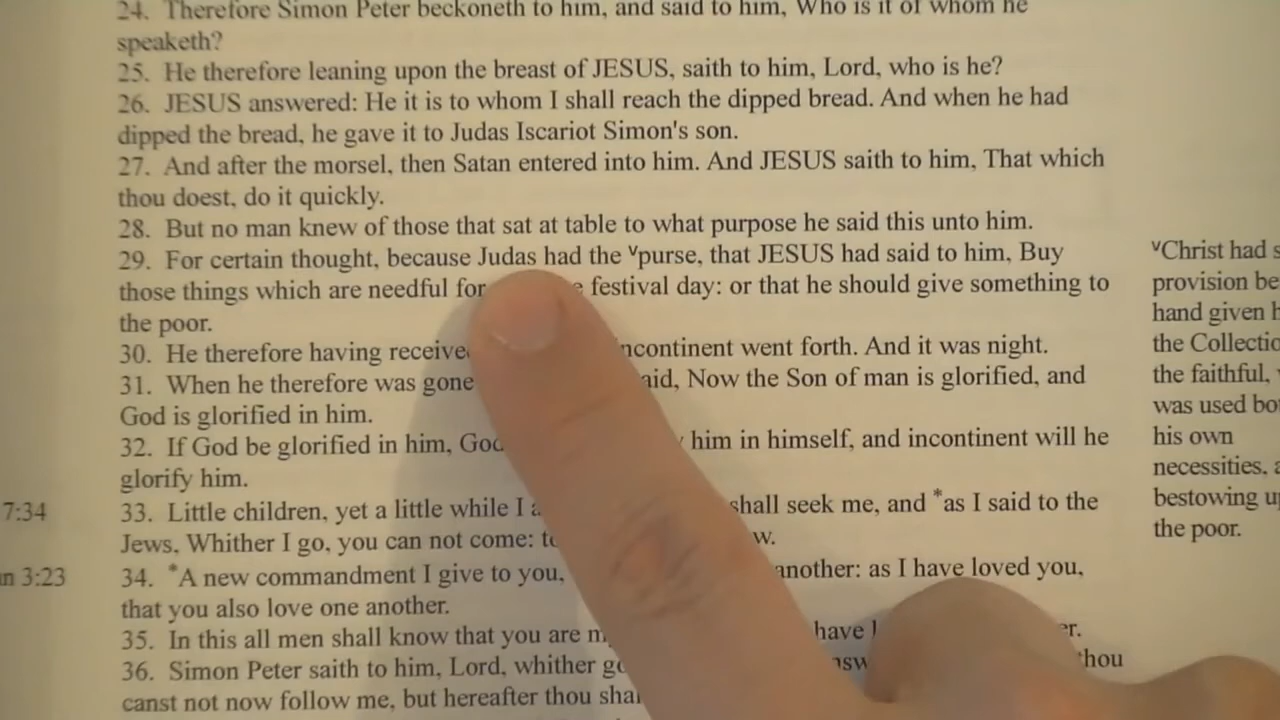 24. Therefore Simon Peter beckoneth to him, and said to him, Who is it of whom he
speaketh?
25. He therefore leaning upon the breast of JESUS, saith to him, Lord, who is he?
26. JESUS answered: He it is to whom I shall reach the dipped bread. And when he had
dipped the bread, he gave it to Judas Iscariot Simon's son.
27. And after the morsel, then Satan entered into him. And JESUS saith to him, That which
thou doest, do it quickly.
28. But no man knew of those that sat at table to what purpose he said this unto him.
29. For certain thought, because Judas had the ᵛpurse, that JESUS had said to him, Buy
those things which are needful for festival day: or that he should give something to
the poor.
30. He therefore having incontinent went forth. And it was night.
31. When he therefore was gone Now the Son of man is glorified, and
God is glorified in him.
32. If God be glorified in him, him in himself, and incontinent will he
glorify him.
7:34 33. Little children, yet a little while I shall seek me, and *as I said to the
Jews, Whither I go, you can not come:
3:23 34. *A new commandment I give to you, another: as I have loved you,
that you also love one another.
35. In this all men shall know that you are have
36. Simon Peter saith to him, Lord, whither thou
canst not now follow me, but hereafter thou
ᵛChrist had
provision
hand given
the
the faithful,
was used
his own
necessities,
bestowing
the poor.